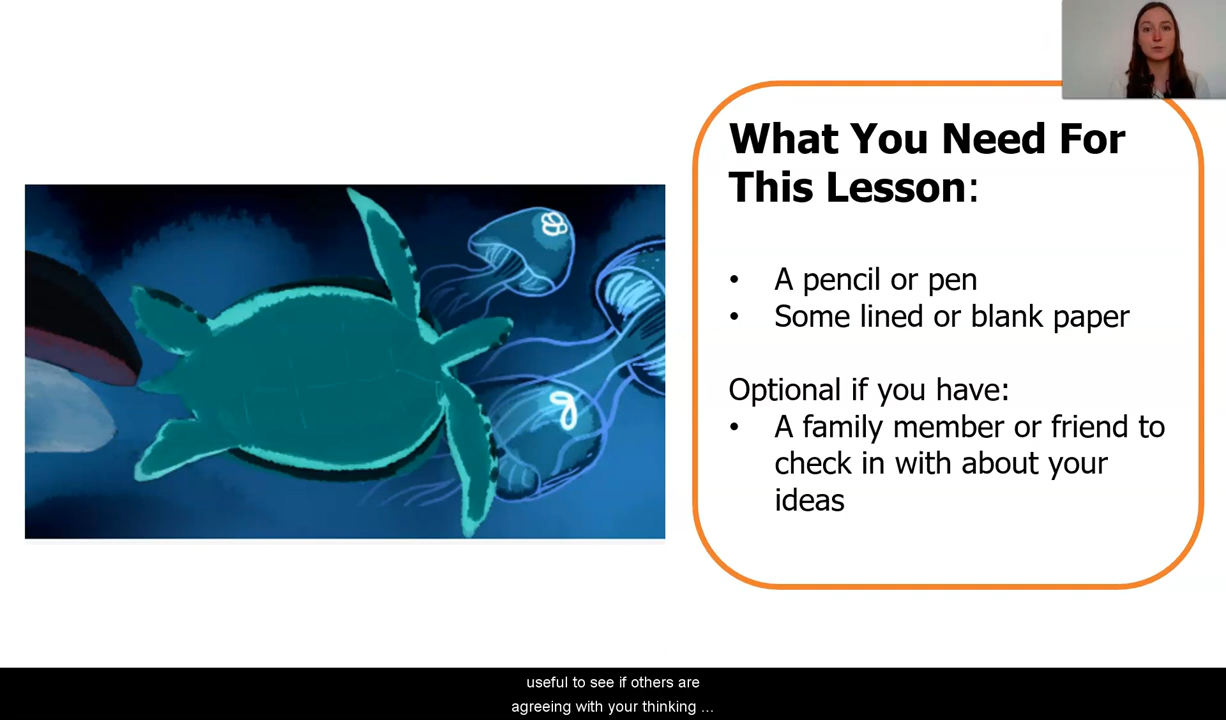 What You Need For
This Lesson:
• A pencil or pen
• Some lined or blank paper
Optional if you have:
• A family member or friend to
check in with about your
ideas
useful to see if others are
agreeing with your thinking ...